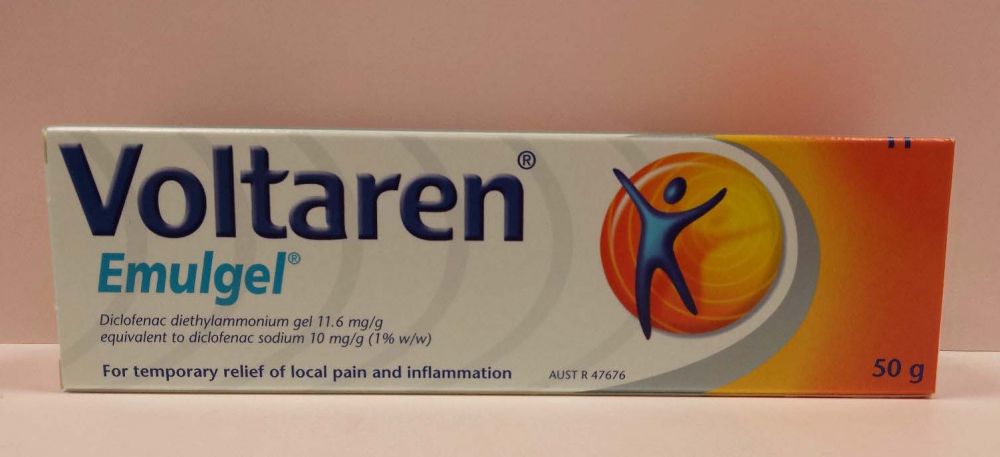 Voltaren®
Emulgel®
Diclofenac diethylammonium gel 11.6 mg/g
equivalent to diclofenac sodium 10 mg/g (1% w/w)
For temporary relief of local pain and inflammation
AUST R 47676
50 g